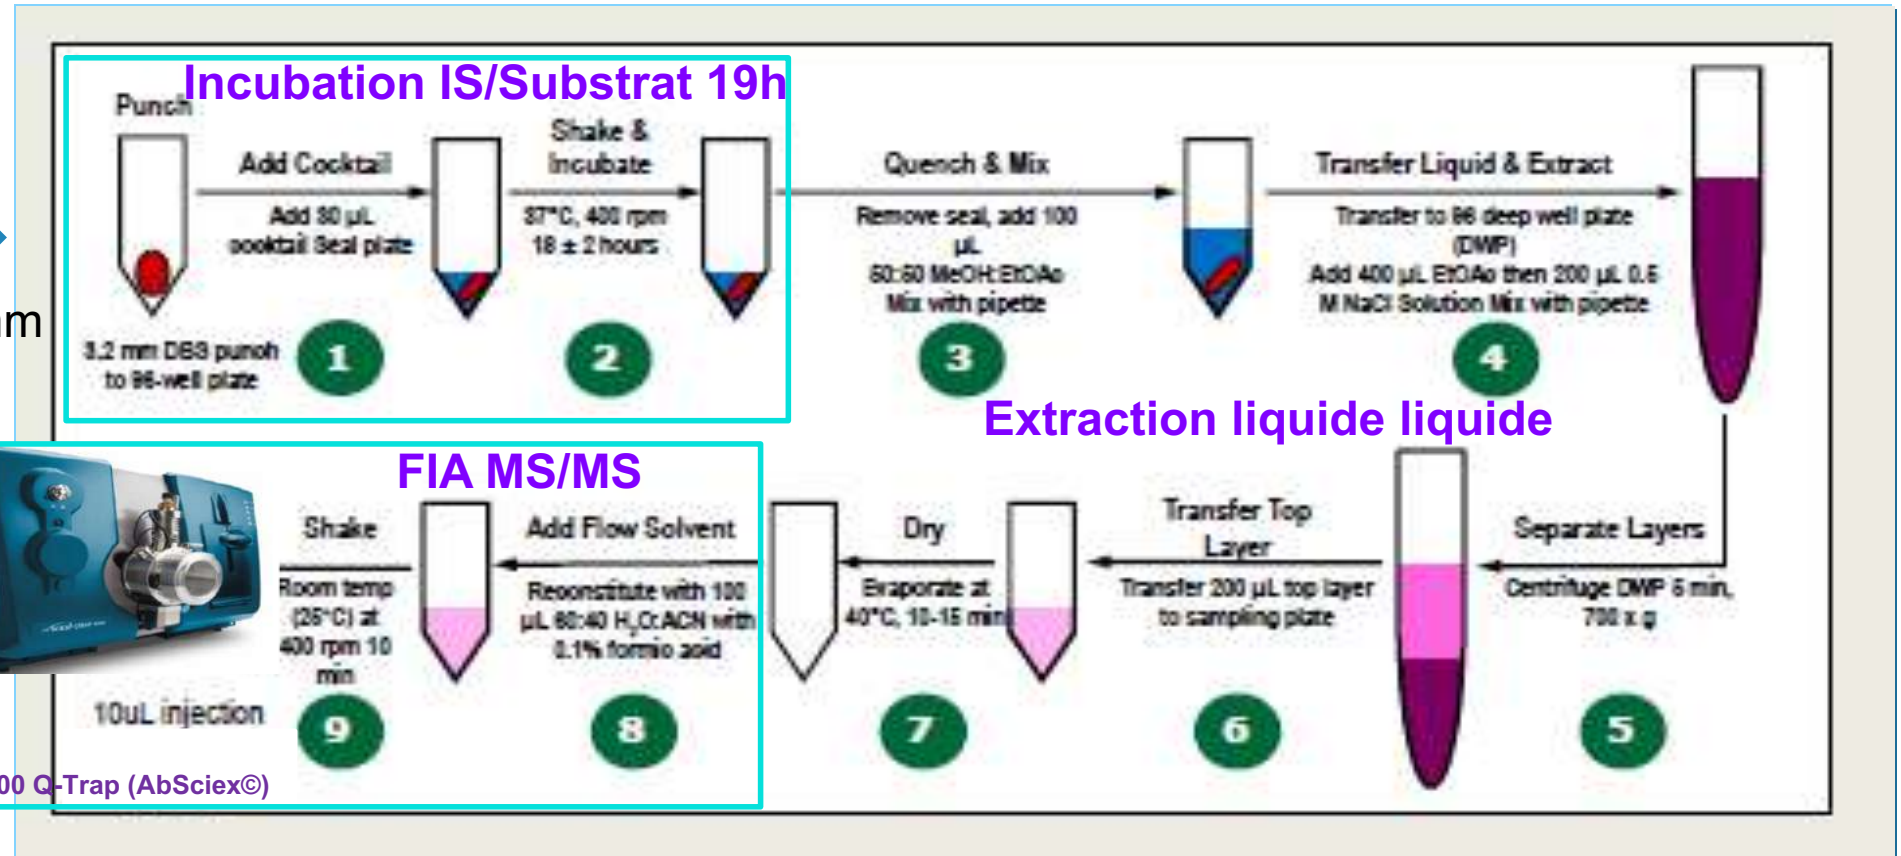 Incubation IS/Substrat 19h
Punch
Add Cocktail
Add 30 µL
cocktail Seal plate
Shake &
Incubate
37°C, 400 rpm
18 ± 2 hours
3.2 mm DBS punch
to 96-well plate
1
2
Quench & Mix
Remove seal, add 100
µL
50:50 MeOH:EtOAc
Mix with pipette
3
Transfer Liquid & Extract
Transfer to 96 deep well plate
(DWP)
Add 400 µL EtOAc then 200 µL 0.5
M NaCl Solution Mix with pipette
4
Extraction liquide liquide
Separate Layers
Centrifuge DWP 5 min,
700 x g
5
Transfer Top
Layer
Transfer 200 µL top layer
to sampling plate
6
Dry
Evaporate at
40°C, 10-15 min
7
FIA MS/MS
Add Flow Solvent
Reconstitute with 100
µL 60:40 H₂O:ACN with
0.1% formic acid
8
Shake
Room temp
(25°C) at
400 rpm 10
min
9
10uL injection
00 Q-Trap (AbSciex©)